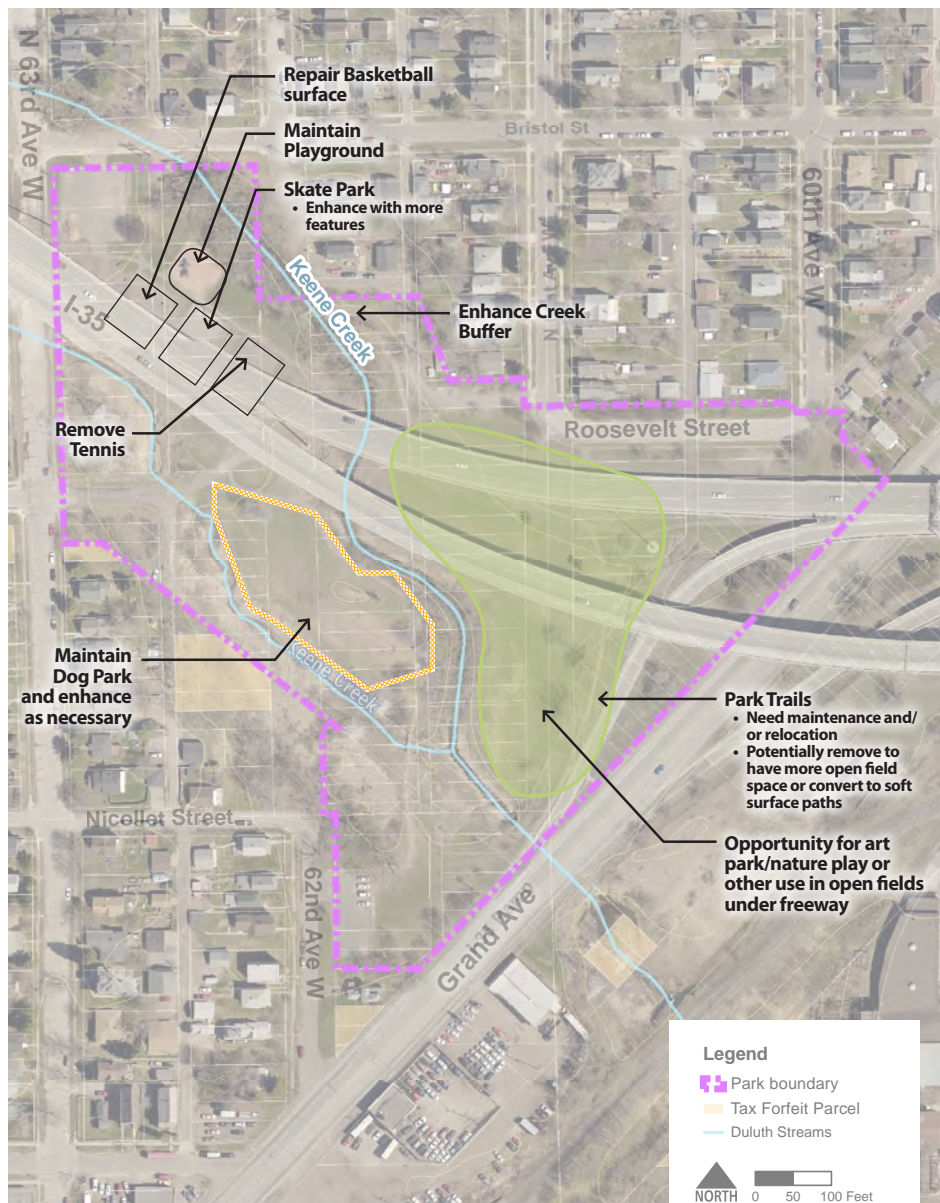 N 63rd Ave W
Repair Basketball
surface
Maintain
Playground
Bristol St
Skate Park
• Enhance with more
features
60th Ave W
Keene Creek
I-35
Enhance Creek
Buffer
Remove
Tennis
Roosevelt Street
Maintain
Dog Park
and enhance
as necessary
Keene Creek
Park Trails
• Need maintenance and/
or relocation
• Potentially remove to
have more open field
space or convert to soft
surface paths
Nicollet Street
Opportunity for art
park/nature play or
other use in open fields
under freeway
62nd Ave W
Grand Ave
Legend
Park boundary
Tax Forfeit Parcel
Duluth Streams
NORTH
0 50 100 Feet